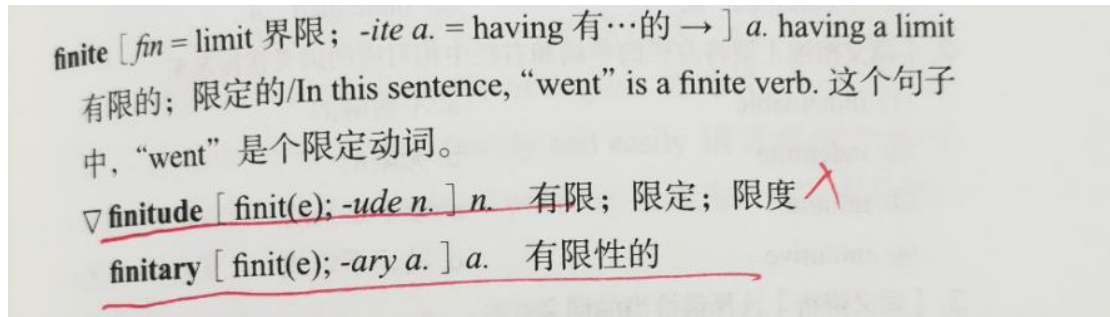 finite [ fin = limit 界限； -ite a. = having 有…的 → ] a. having a limit
有限的；限定的/In this sentence, “went” is a finite verb. 这个句子
中，“went” 是个限定动词。
▽ finitude [ finit(e); -ude n. ] n. 有限；限定；限度
finitary [ finit(e); -ary a. ] a. 有限性的